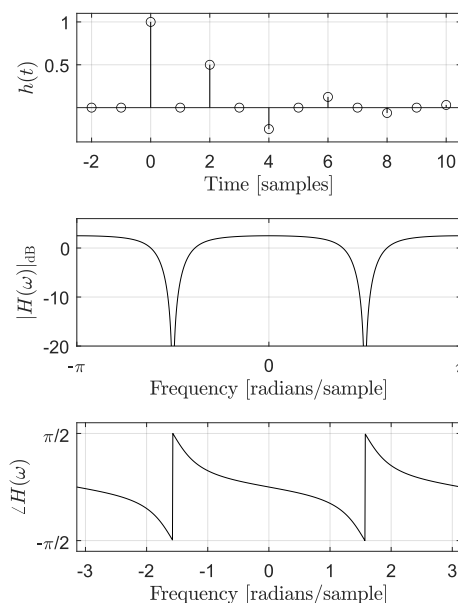 1
0.5
h(t)
-2 0 2 4 6 8 10
Time [samples]
0
-10
-20
|H(ω)|dB
-π 0 π
Frequency [radians/sample]
π/2
-π/2
∠H(ω)
-3 -2 -1 0 1 2 3
Frequency [radians/sample]